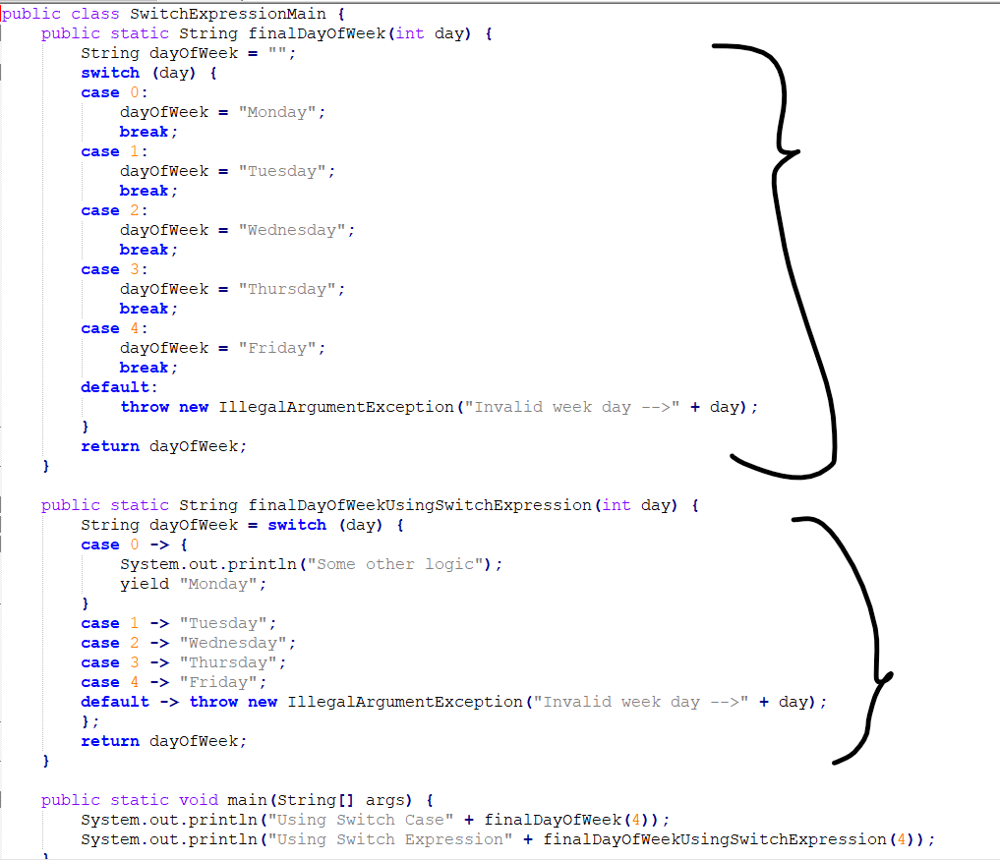 public class SwitchExpressionMain {
public static String finalDayOfWeek(int day) {
String dayOfWeek = "";
switch (day) {
case 0:
dayOfWeek = "Monday";
break;
case 1:
dayOfWeek = "Tuesday";
break;
case 2:
dayOfWeek = "Wednesday";
break;
case 3:
dayOfWeek = "Thursday";
break;
case 4:
dayOfWeek = "Friday";
break;
default:
throw new IllegalArgumentException("Invalid week day -->" + day);
}
return dayOfWeek;
}
public static String finalDayOfWeekUsingSwitchExpression(int day) {
String dayOfWeek = switch (day) {
case 0 -> {
System.out.println("Some other logic");
yield "Monday";
}
case 1 -> "Tuesday";
case 2 -> "Wednesday";
case 3 -> "Thursday";
case 4 -> "Friday";
default -> throw new IllegalArgumentException("Invalid week day -->" + day);
};
return dayOfWeek;
}
public static void main(String[] args) {
System.out.println("Using Switch Case" + finalDayOfWeek(4));
System.out.println("Using Switch Expression" + finalDayOfWeekUsingSwitchExpression(4));
}